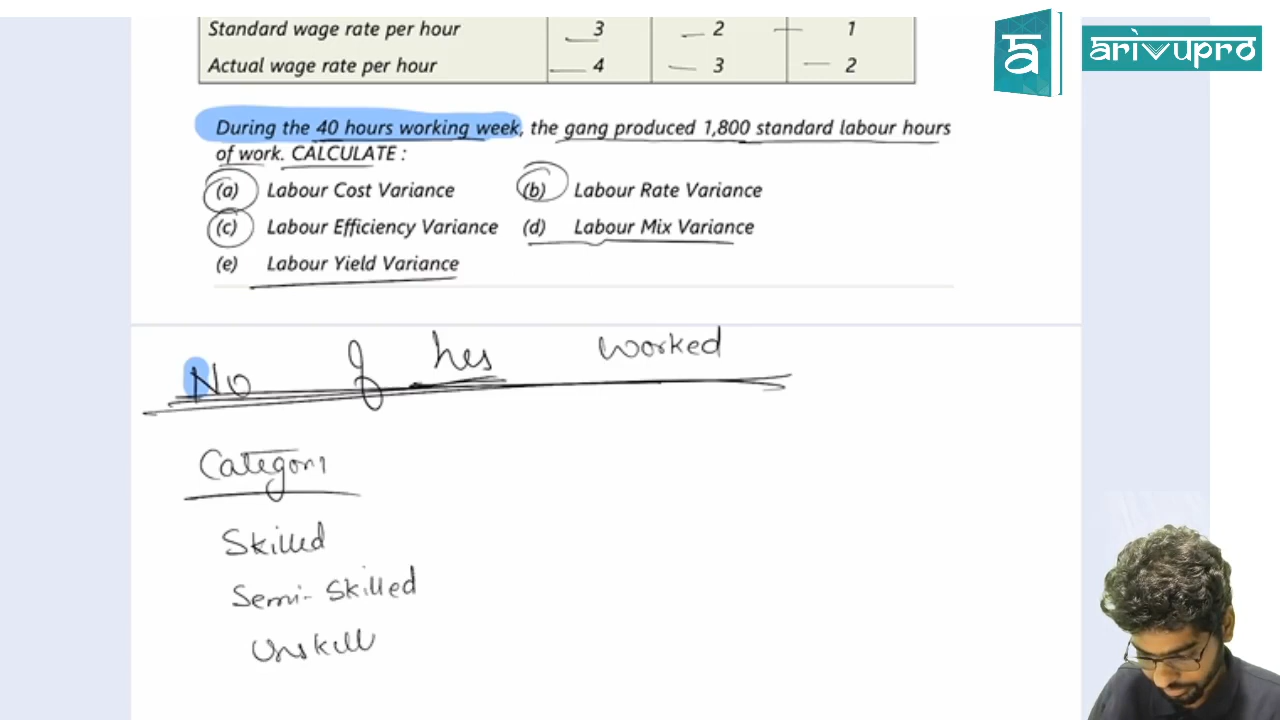 Standard wage rate per hour 3 2 1
Actual wage rate per hour 4 3 2
During the 40 hours working week, the gang produced 1,800 standard labour hours
of work. CALCULATE :
(a) Labour Cost Variance (b) Labour Rate Variance
(c) Labour Efficiency Variance (d) Labour Mix Variance
(e) Labour Yield Variance
No of hrs worked
Category
Skilled
Semi-Skilled
Unskill
arivupro